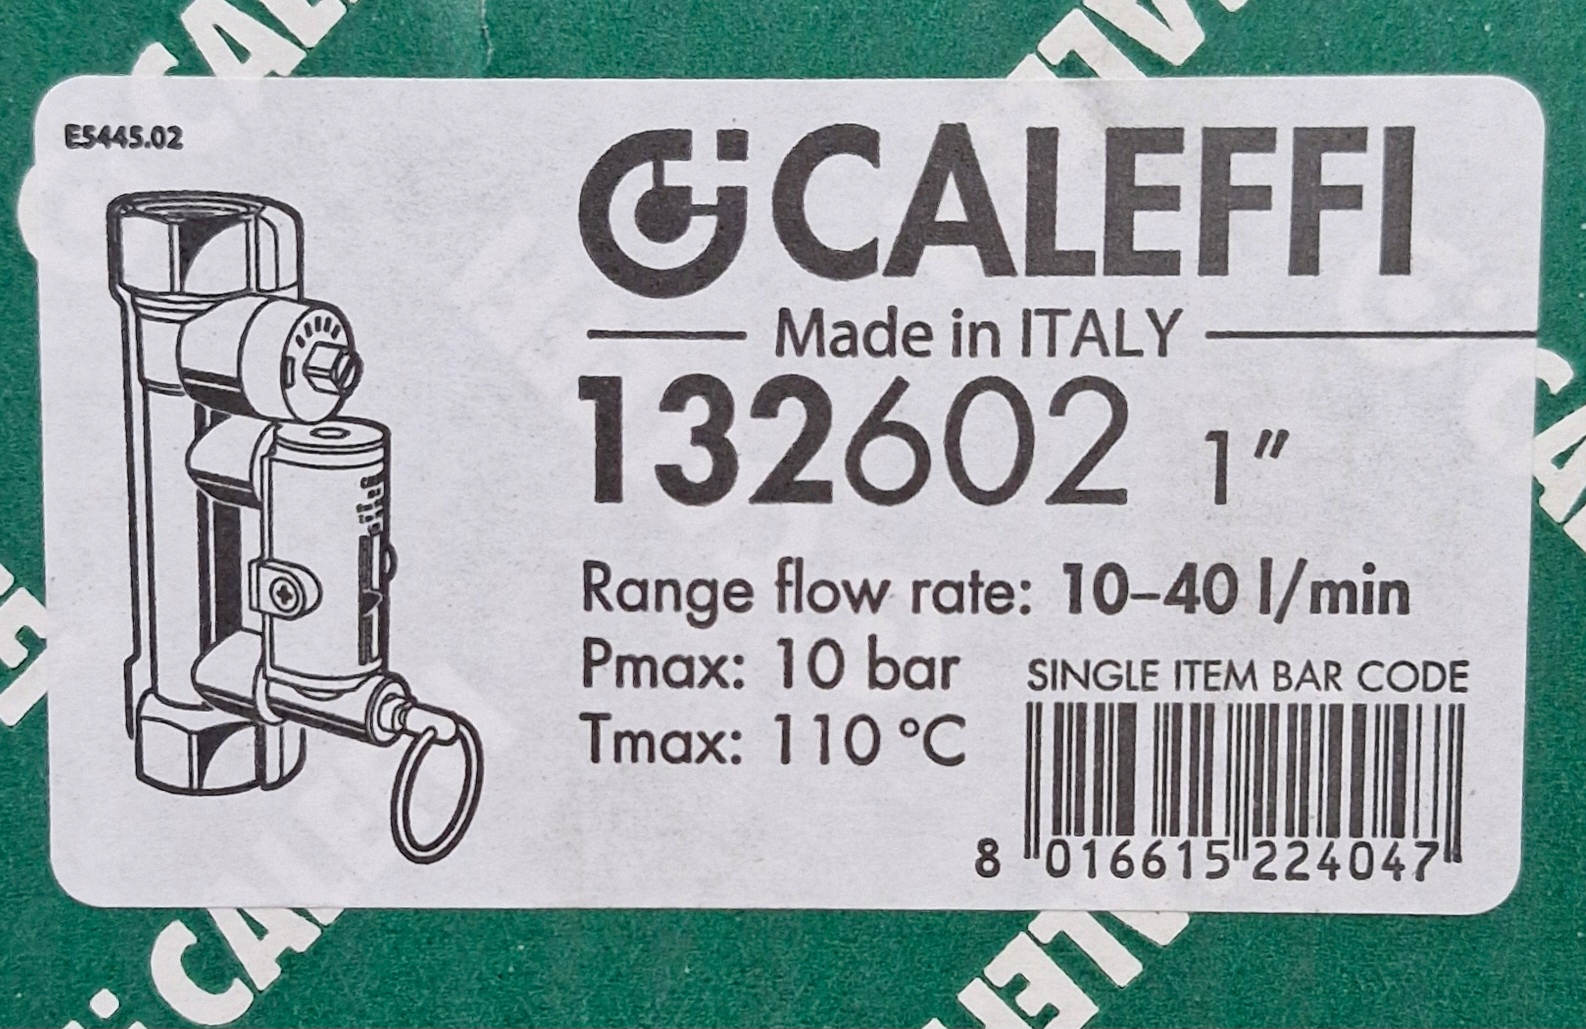 E5445.02
CALEFFI
Made in ITALY
132602 1"
Range flow rate: 10–40 l/min
Pmax: 10 bar
Tmax: 110 °C
SINGLE ITEM BAR CODE
8 016615 224047